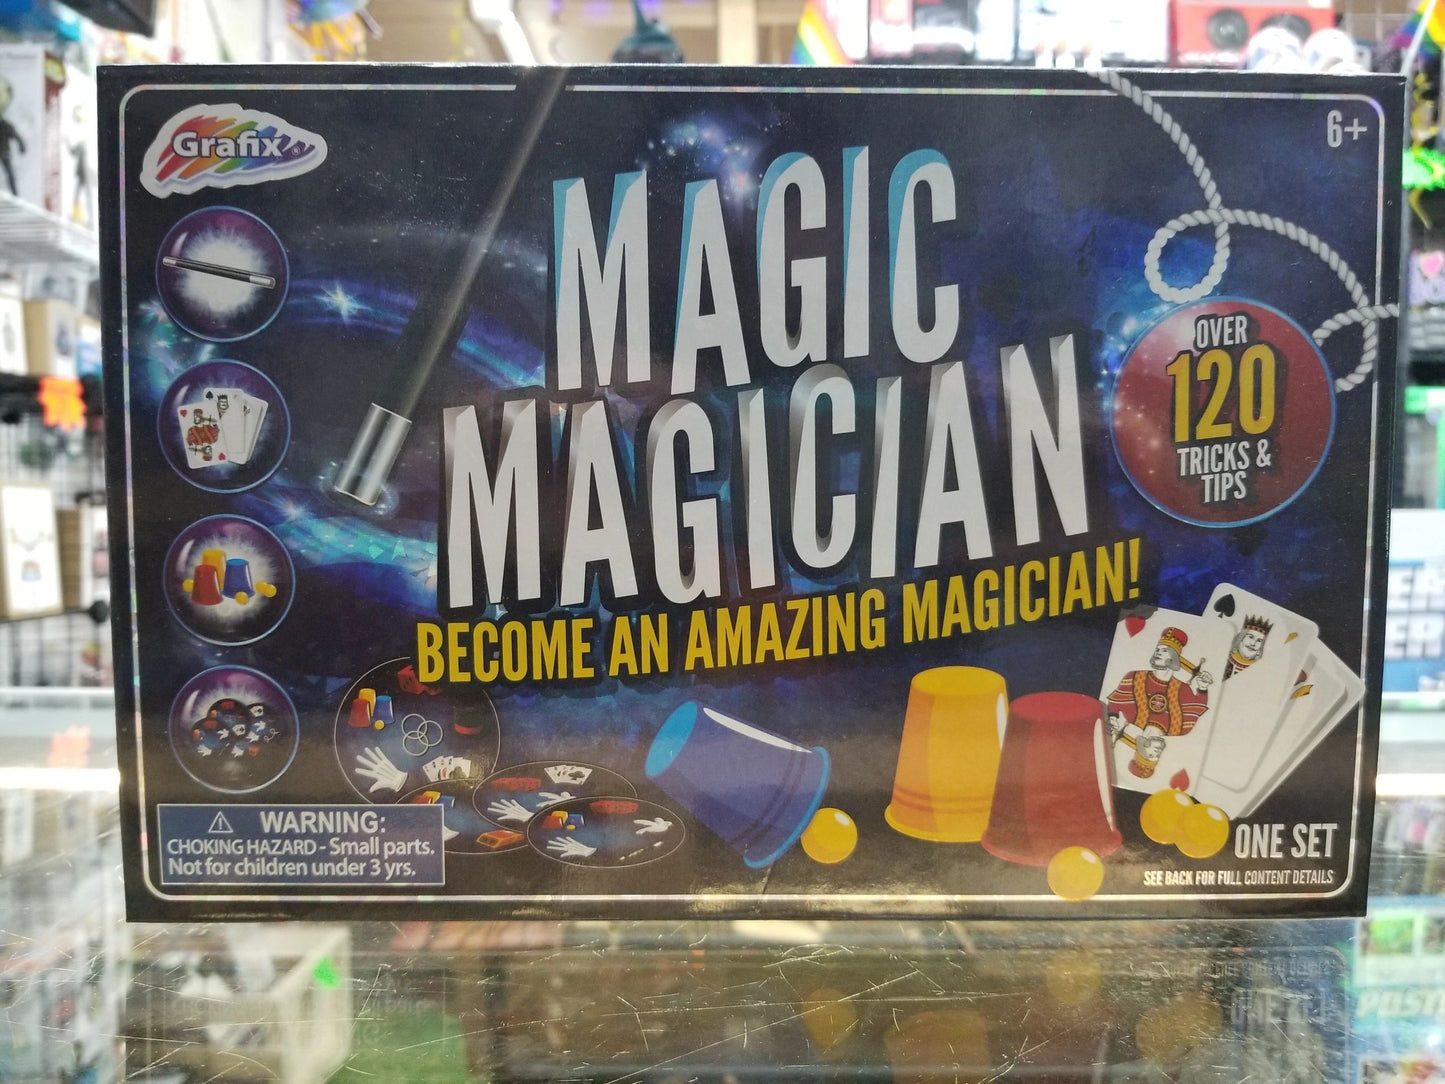 Grafix
6+
MAGIC
MAGICIAN
BECOME AN AMAZING MAGICIAN!
OVER
120
TRICKS &
TIPS
WARNING:
CHOKING HAZARD - Small parts.
Not for children under 3 yrs.
ONE SET
SEE BACK FOR FULL CONTENT DETAILS